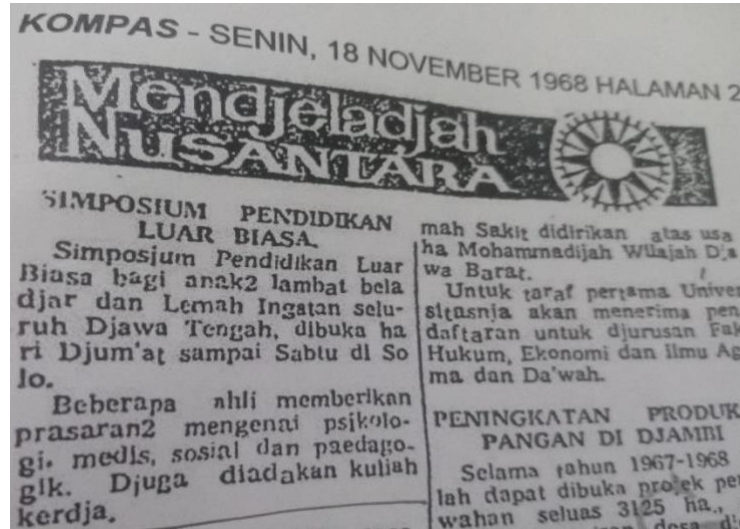 KOMPAS - SENIN, 18 NOVEMBER 1968 HALAMAN 2
Mendjeladjah
NUSANTARA
SIMPOSIUM PENDIDIKAN
LUAR BIASA.
Simposjum Pendidikan Luar
Biasa bagi anak2 lambat bela
djar dan Lemah Ingatan selu-
ruh Djawa Tengah, dibuka ha
ri Djum'at sampai Sabtu di So
lo.
Beberapa ahli memberikan
prasaran2 mengenai psikolo-
gi, medis, sosial dan paedago-
gik. Djuga diadakan kuliah
kerdja.
mah Sakit didirikan atas usa
ha Mohammadijah Wilajah Dja
wa Barat.
Untuk taraf pertama Univer
sitasnja akan menerima pen
daftaran untuk djurusan Fak
Hukum, Ekonomi dan Ilmu Ag
ma dan Da'wah.
PENINGKATAN PRODUK
PANGAN DI DJAMBI
Selama tahun 1967-1968
lah dapat dibuka projek per
wahan seluas 3125 ha.,
desa